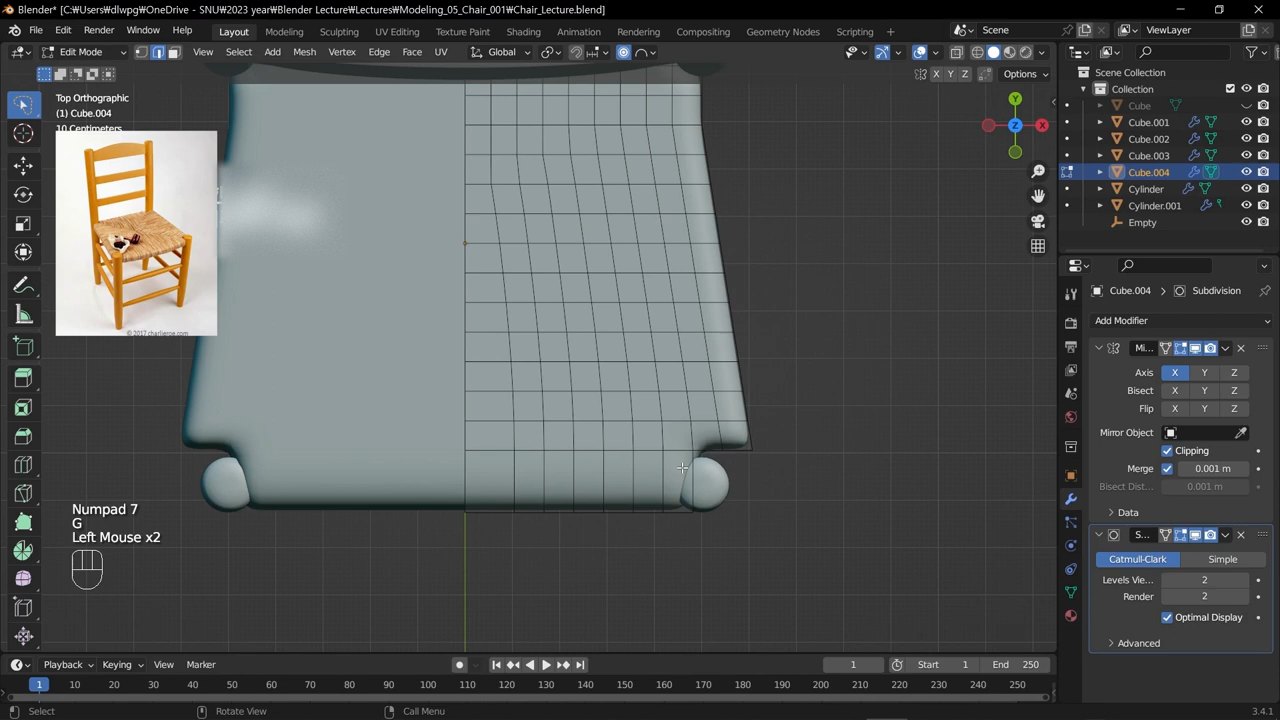 Blender* [C:₩Users₩dlwpg₩OneDrive - SNU₩2023 year₩Blender Lecture₩Lectures₩Modeling_05_Chair_001₩Chair_Lecture.blend]
File Edit Render Window Help Layout Modeling Sculpting UV Editing Texture Paint Shading Animation Rendering Compositing Geometry Nodes Scripting Scene ViewLayer
Edit Mode View Select Add Mesh Vertex Edge Face UV Global
X Y Z Options
Top Orthographic
(1) Cube.004
10 Centimeters
© 2017 charlieroe.com
Y
Z X
Numpad 7
G
Left Mouse x2
Scene Collection
Collection
Cube
Cube.001
Cube.002
Cube.003
Cube.004
Cylinder
Cylinder.001
Empty
Cube.004 Subdivision
Add Modifier
Mi...
Axis X Y Z
Bisect X Y Z
Flip X Y Z
Mirror Object
Clipping
Merge 0.001 m
Bisect Dist... 0.001 m
Data
S...
Catmull-Clark Simple
Levels Vie... 2
Render 2
Optimal Display
Advanced
Playback Keying View Marker 1 Start 1 End 250
1 10 20 30 40 50 60 70 80 90 100 110 120 130 140 150 160 170 180 190 200 210 220 230 240 250
Select Rotate View Call Menu 3.4.1